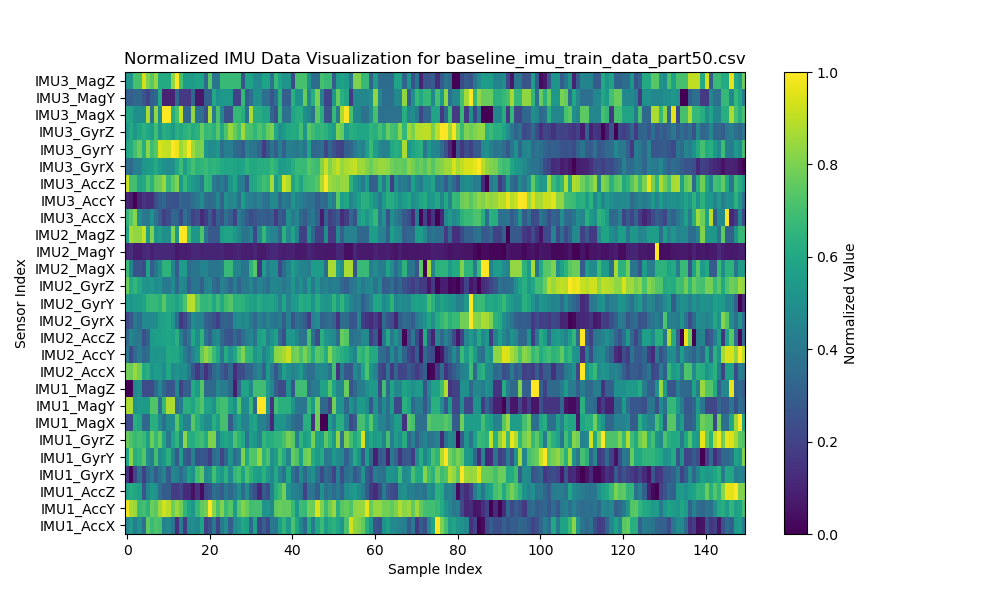 Normalized IMU Data Visualization for baseline_imu_train_data_part50.csv
IMU3_MagZ
IMU3_MagY
IMU3_MagX
IMU3_GyrZ
IMU3_GyrY
IMU3_GyrX
IMU3_AccZ
IMU3_AccY
IMU3_AccX
IMU2_MagZ
IMU2_MagY
IMU2_MagX
IMU2_GyrZ
IMU2_GyrY
IMU2_GyrX
IMU2_AccZ
IMU2_AccY
IMU2_AccX
IMU1_MagZ
IMU1_MagY
IMU1_MagX
IMU1_GyrZ
IMU1_GyrY
IMU1_GyrX
IMU1_AccZ
IMU1_AccY
IMU1_AccX
Sensor Index
0 20 40 60 80 100 120 140
Sample Index
1.0
0.8
0.6
0.4
0.2
0.0
Normalized Value